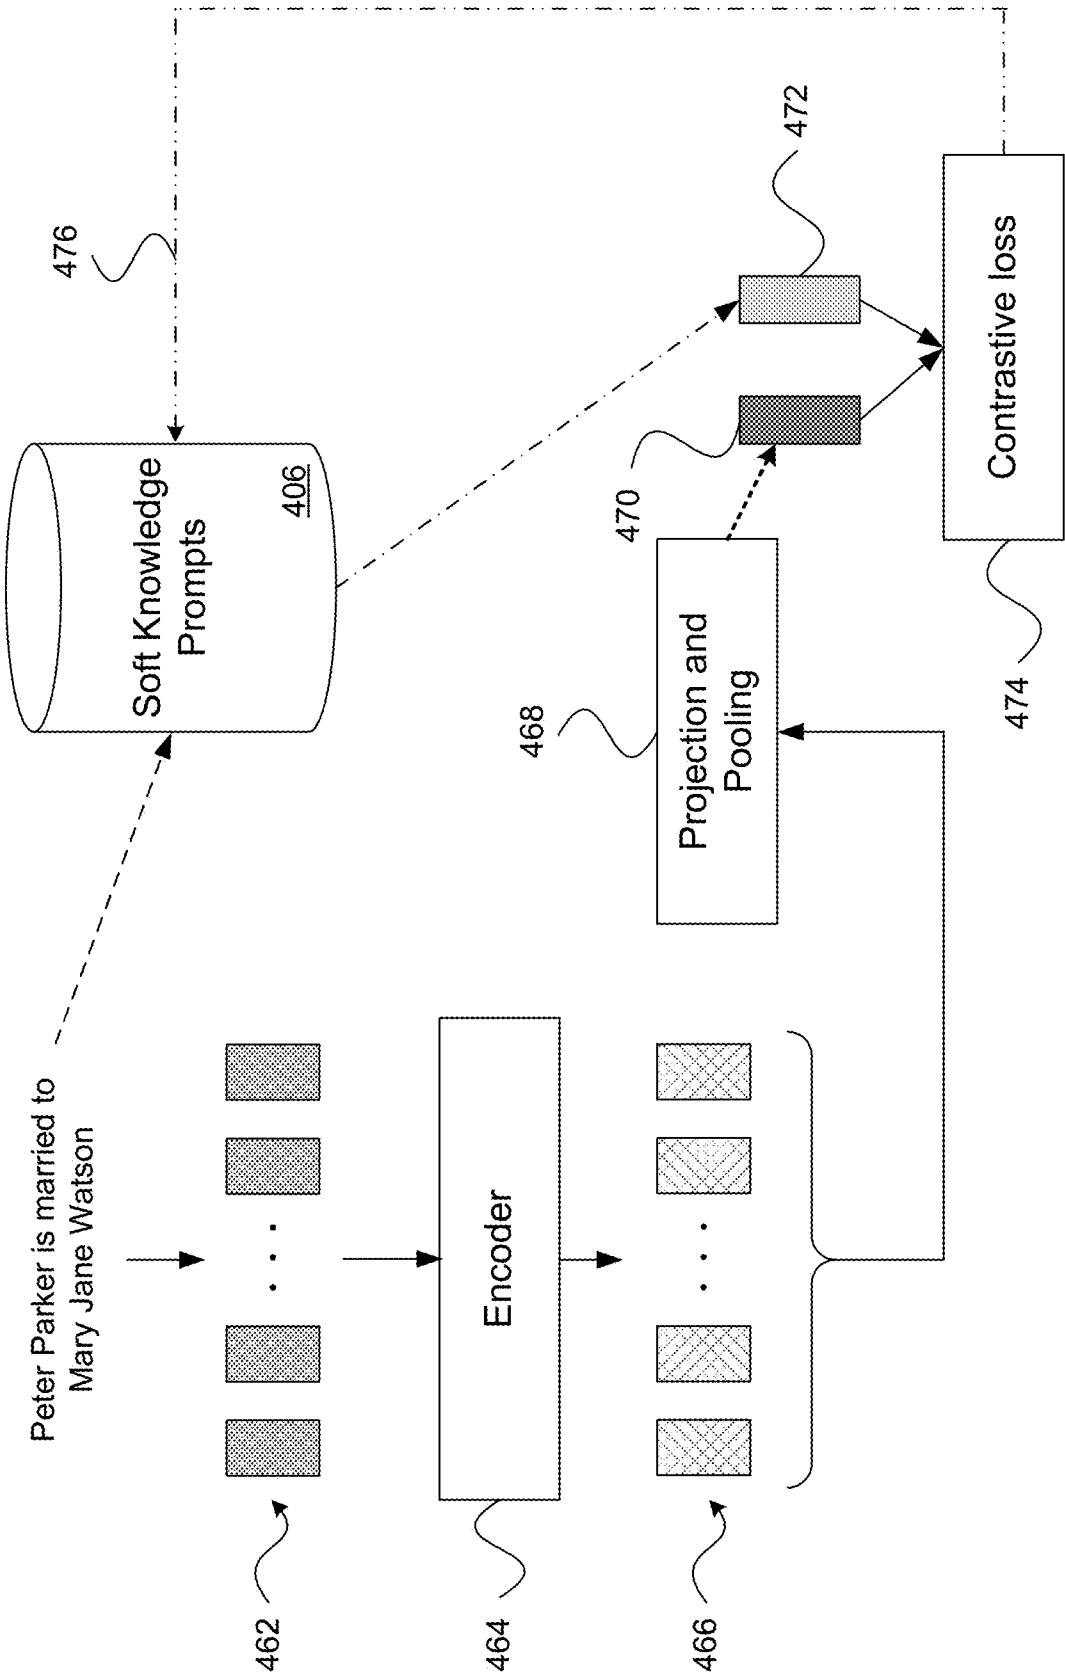 Peter Parker is married to
Mary Jane Watson
462
Encoder
464
466
Soft Knowledge
Prompts
406
476
Projection and
Pooling
468
470
472
Contrastive loss
474